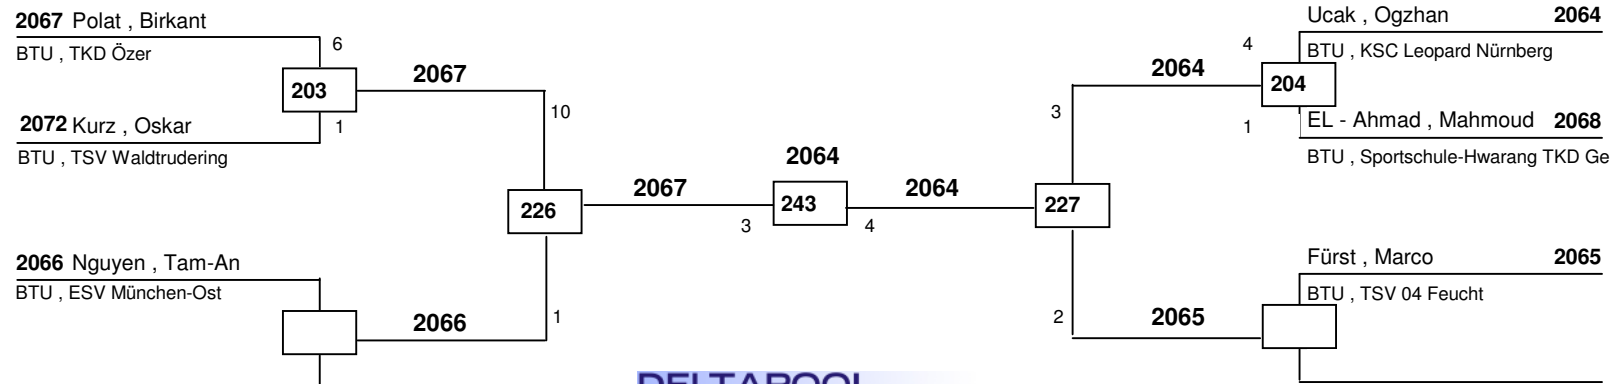 2067 Polat , Birkant
BTU , TKD Özer
6
203
2067
2072 Kurz , Oskar
1
BTU , TSV Waldtrudering
10
226
2067
2066 Nguyen , Tam-An
BTU , ESV München-Ost
2066
1
2064
243
3
4
2064
Ucak , Ogzhan 2064
4
BTU , KSC Leopard Nürnberg
2064
204
3
EL - Ahmad , Mahmoud 2068
1
BTU , Sportschule-Hwarang TKD Ge
227
Fürst , Marco 2065
BTU , TSV 04 Feucht
2
2065
DELTAPOOL